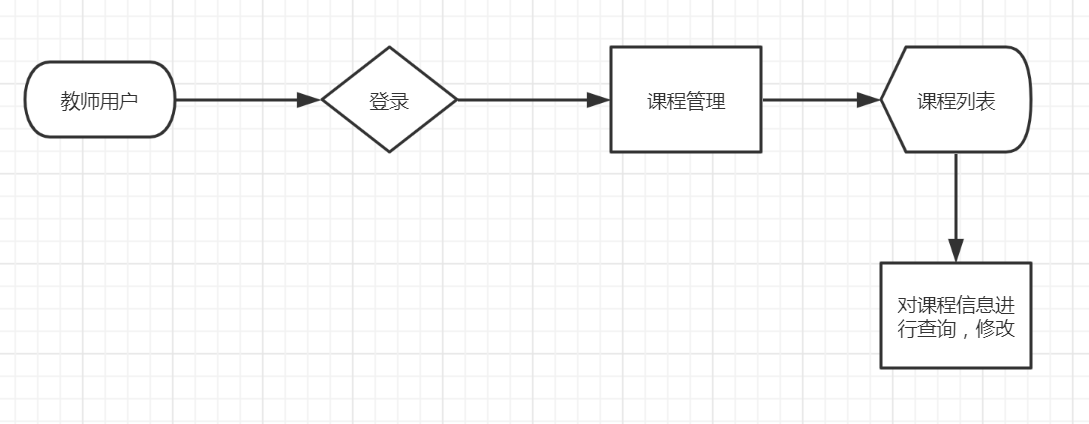 教师用户
登录
课程管理
课程列表
对课程信息进
行查询，修改